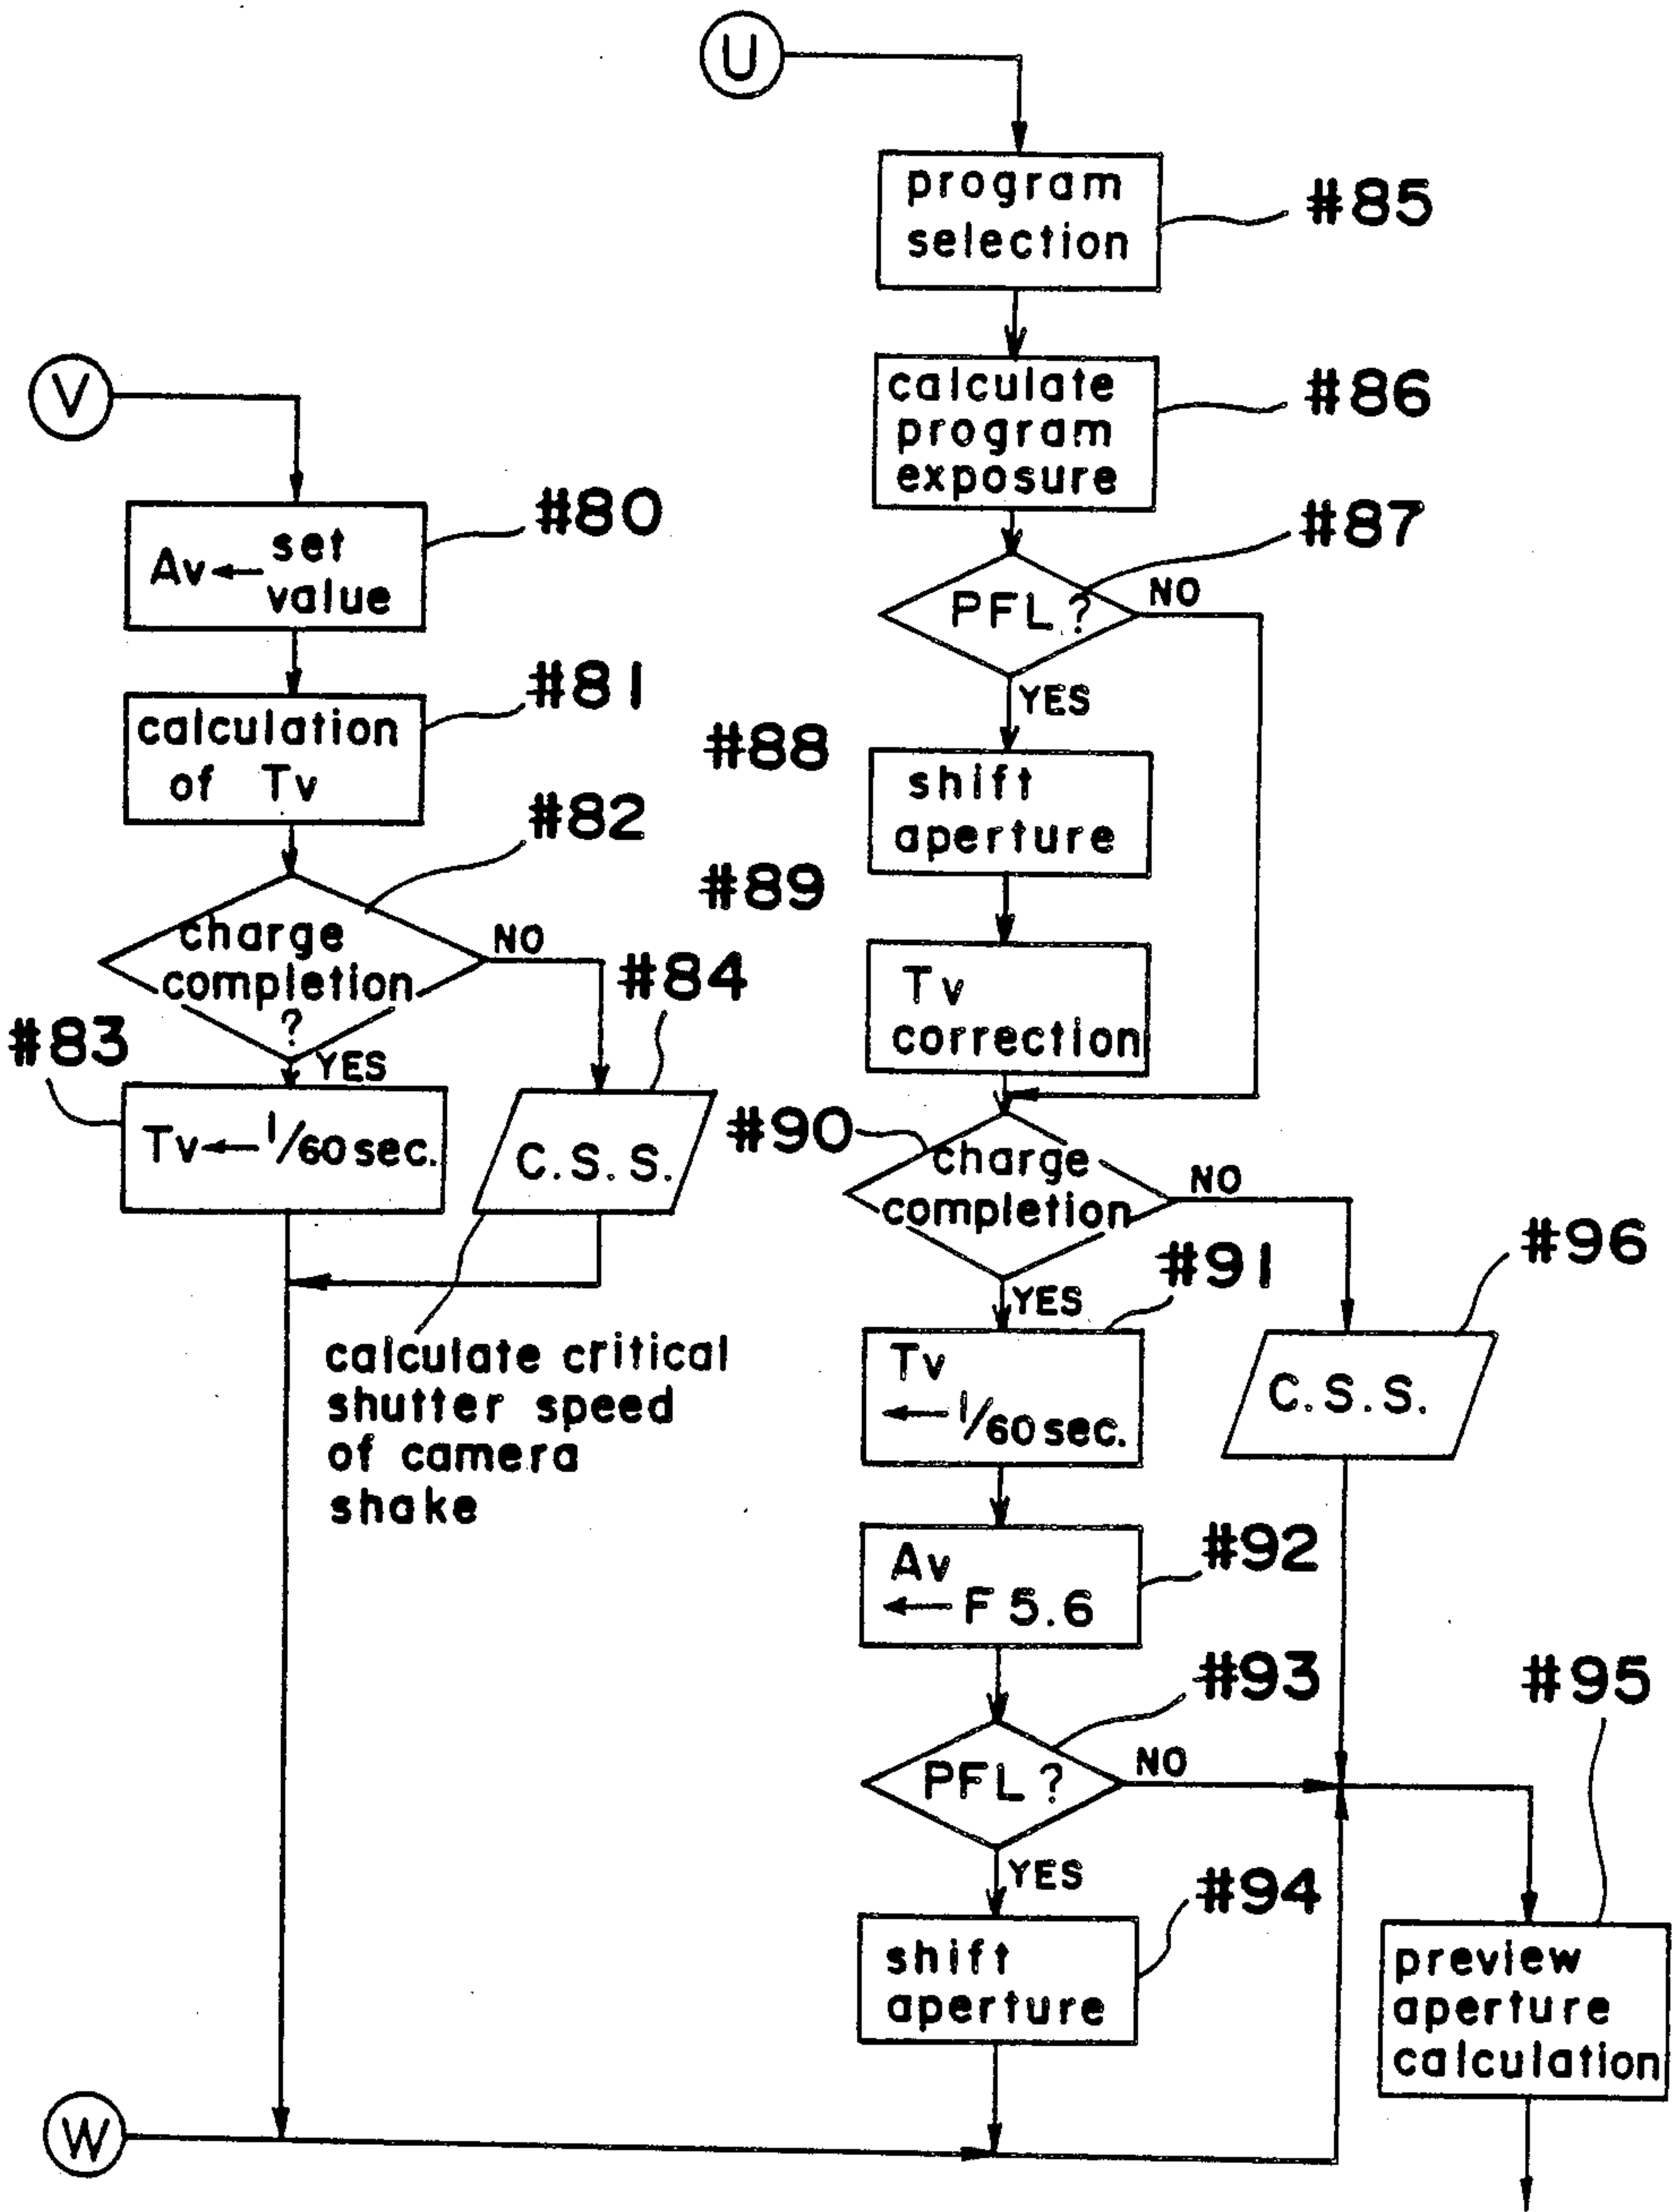 U
program
selection
#85
calculate
program
exposure
#86
PFL ?
#87
NO
YES
#88
shift
aperture
#89
Tv
correction
V
Av ← set
value
#80
calculation
of Tv
#81
charge
completion
?
#82
NO
YES
#83
Tv ← 1/60 sec.
#84
C.S.S.
calculate critical
shutter speed
of camera
shake
#90
charge
completion
NO
YES
#91
Tv
← 1/60 sec.
#96
C.S.S.
Av
← F 5.6
#92
PFL ?
#93
NO
YES
#94
shift
aperture
#95
preview
aperture
calculation
W